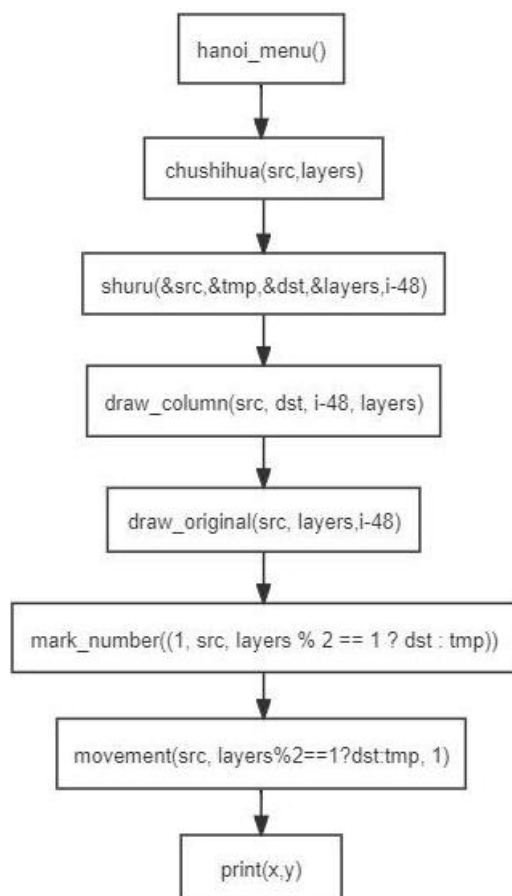 hanoi_menu()
chushihua(src,layers)
shuru(&src,&tmp,&dst,&layers,i-48)
draw_column(src, dst, i-48, layers)
draw_original(src, layers,i-48)
mark_number((1, src, layers % 2 == 1 ? dst : tmp))
movement(src, layers%2==1?dst:tmp, 1)
print(x,y)